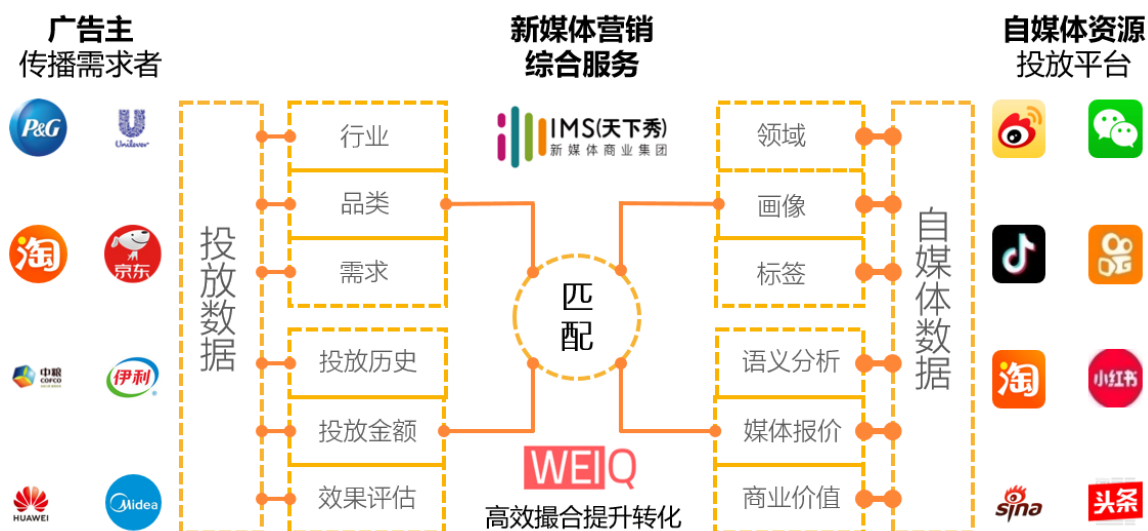 广告主
传播需求者
新媒体营销
综合服务
自媒体资源
投放平台
P&G
Unilever
淘
京东
中粮
COFCO
伊利
HUAWEI
Midea
投放数据
行业
品类
需求
投放历史
投放金额
效果评估
IMS(天下秀)
新媒体商业集团
匹配
WEIQ
高效撮合提升转化
领域
画像
标签
语义分析
媒体报价
商业价值
自媒体数据
淘
小红书
sina
头条